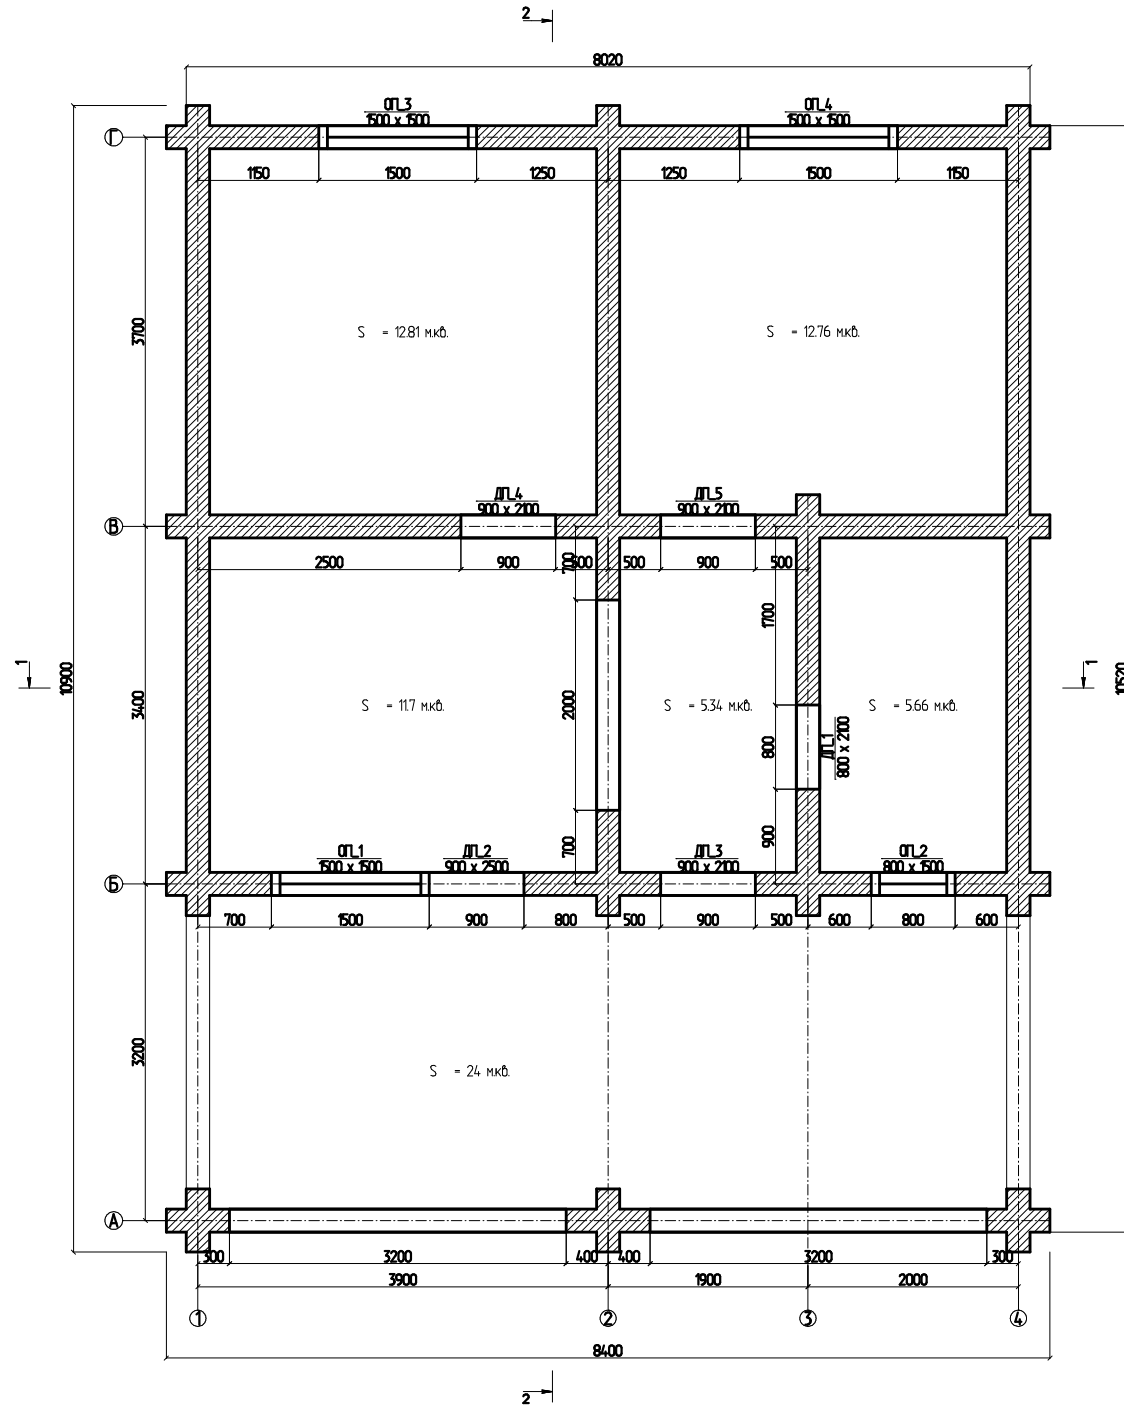 2
8020
ОП_3
1500 x 1500
ОП_4
1500 x 1500
Г
1150 1500 1250 1250 1500 1150
3700
S = 12.81 м.кв.
S = 12.76 м.кв.
ДП_4
900 x 2100
ДП_5
900 x 2100
В
2500 900 500 500 900 500
700
1700
1
10900
3400
2000
S = 11.7 м.кв.
S = 5.34 м.кв.
S = 5.66 м.кв.
1
10520
800
ДП_1
800 x 2100
700
900
ОП_1
1500 x 1500
ДП_2
900 x 2500
ДП_3
900 x 2100
ОП_2
800 x 1500
Б
700 1500 900 800 500 900 500 600 800 600
3200
S = 24 м.кв.
А
300 3200 400 400 3200 300
3900 1900 2000
1 2 3 4
8400
2